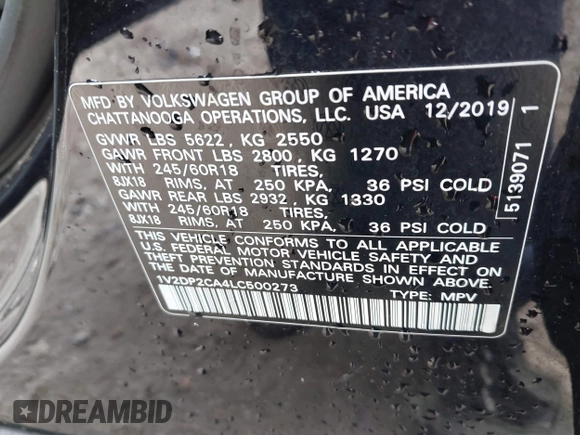 MFD. BY VOLKSWAGEN GROUP OF AMERICA
CHATTANOOGA OPERATIONS, LLC. USA 12/2019
GVWR LBS 5622 , KG 2550
GAWR FRONT LBS 2800 , KG 1270
WITH 245/60R18 TIRES,
8JX18 RIMS, AT 250 KPA, 36 PSI COLD
GAWR REAR LBS 2932 , KG 1330
WITH 245/60R18 TIRES,
8JX18 RIMS, AT 250 KPA, 36 PSI COLD
THIS VEHICLE CONFORMS TO ALL APPLICABLE
U.S. FEDERAL MOTOR VEHICLE SAFETY AND
THEFT PREVENTION STANDARDS IN EFFECT ON
THE DATE OF MANUFACTURE SHOWN ABOVE.
1V2DP2CA4LC500273
TYPE: MPV
5139071 1
DREAMBID